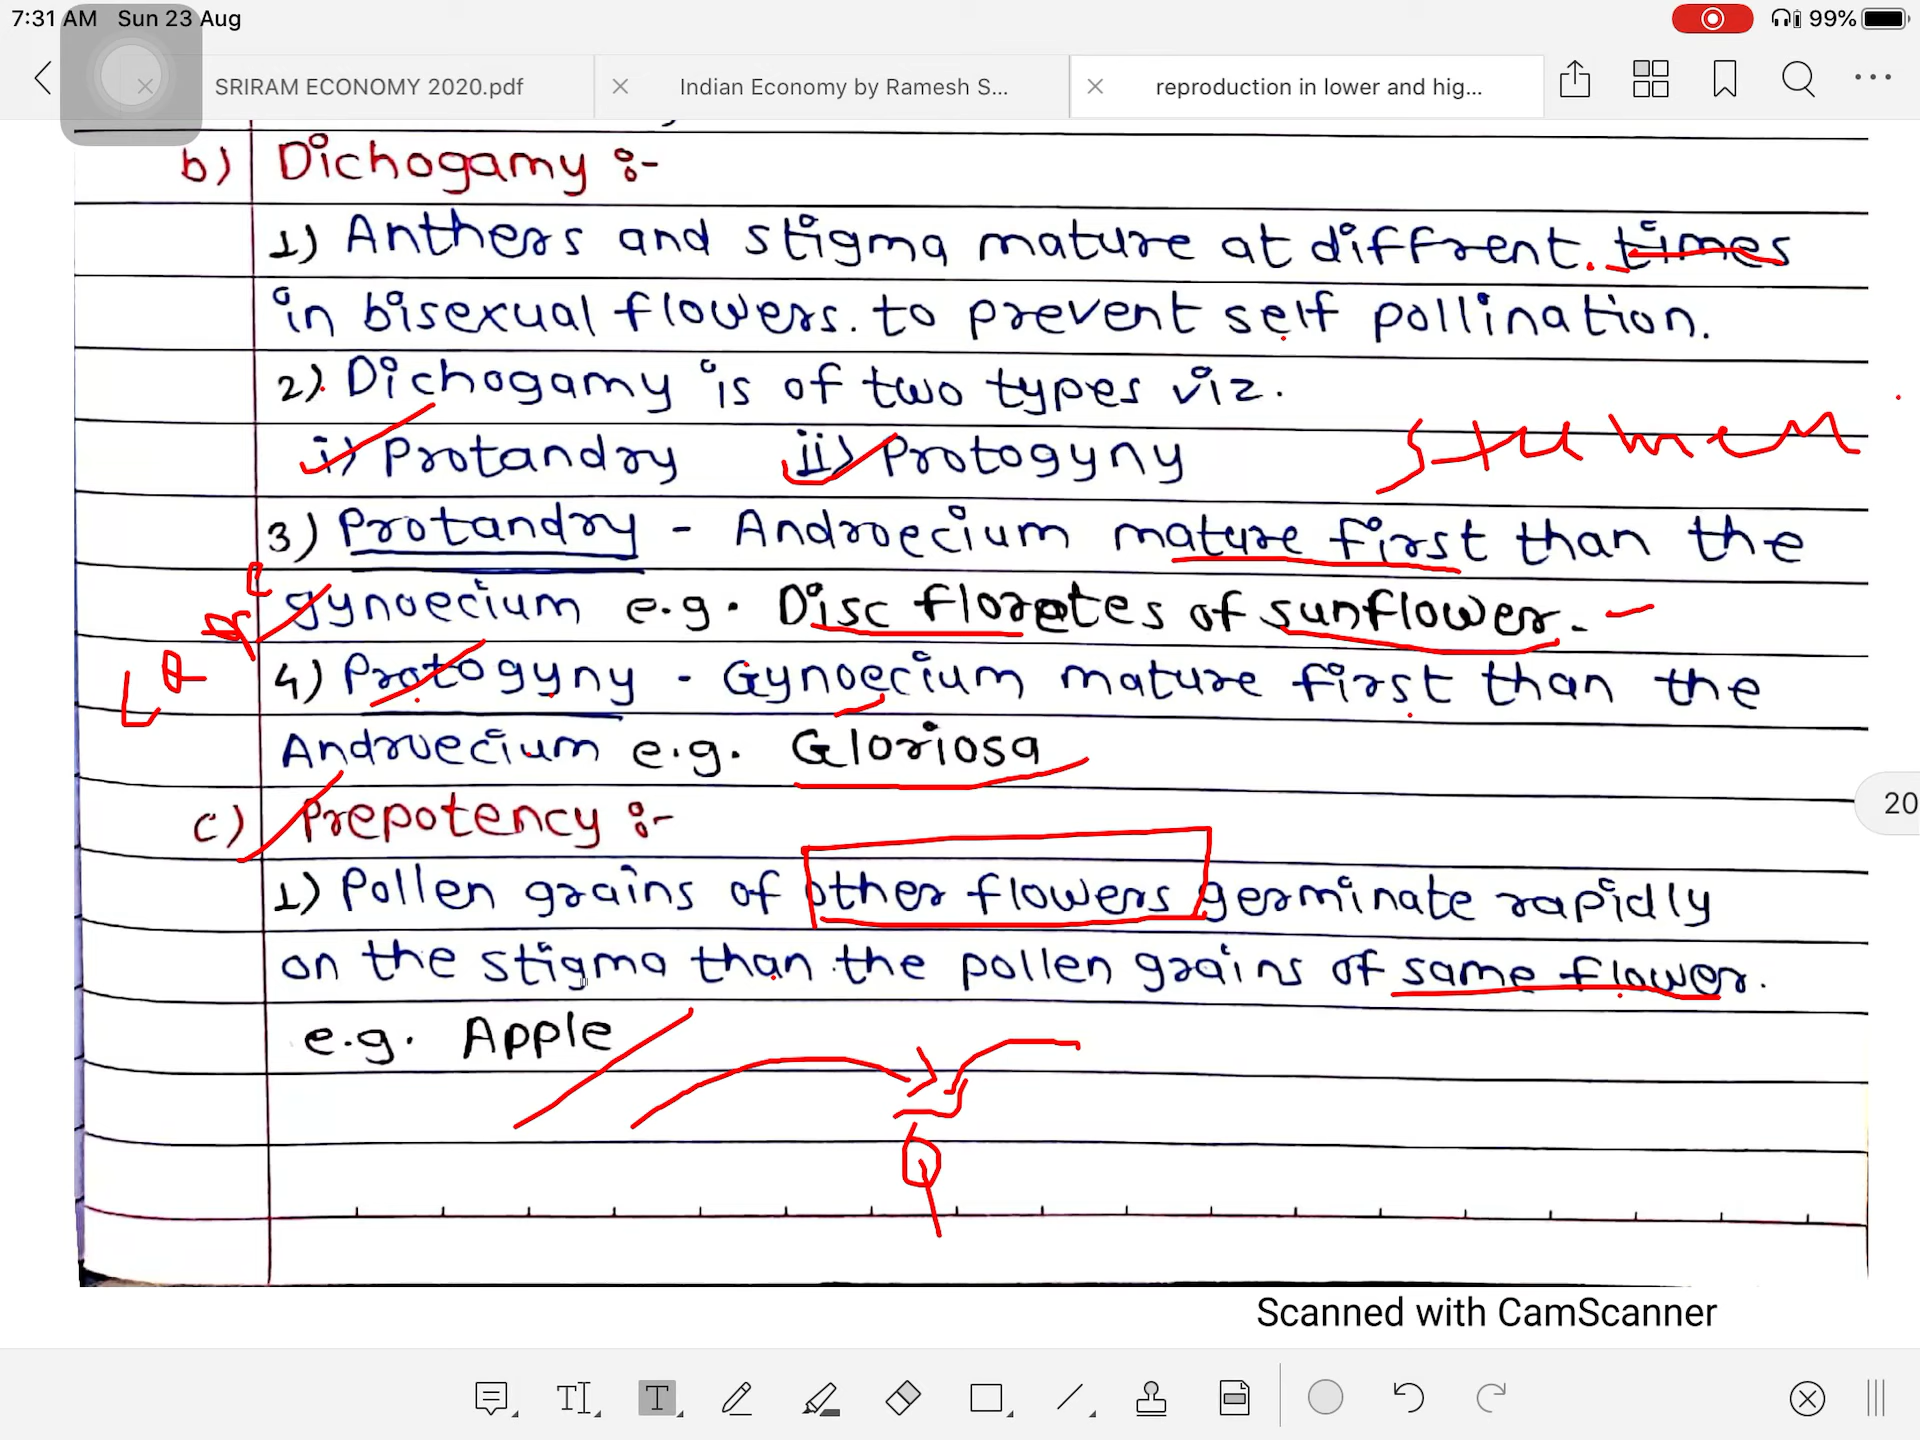 7:31 AM Sun 23 Aug
99%
SRIRAM ECONOMY 2020.pdf
Indian Economy by Ramesh S...
reproduction in lower and hig...
b) Dichogamy :-
1) Anthers and stigma mature at diffrent. times
in bisexual flowers. to prevent self pollination.
2) Dichogamy is of two types viz.
i) Protandry ii) Protogyny
3) Protandry - Androecium mature first than the
gynoecium e.g. Disc floretes of sunflower.
4) Protogyny - Gynoecium mature first than the
Androecium e.g. Gloriosa
c) Prepotency :-
1) Pollen grains of other flowers germinate rapidly
on the stigma than the pollen grains of same flower.
e.g. Apple
20
Scanned with CamScanner